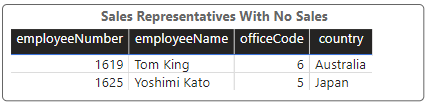 Sales Representatives With No Sales
employeeNumber employeeName officeCode country
1619 Tom King 6 Australia
1625 Yoshimi Kato 5 Japan